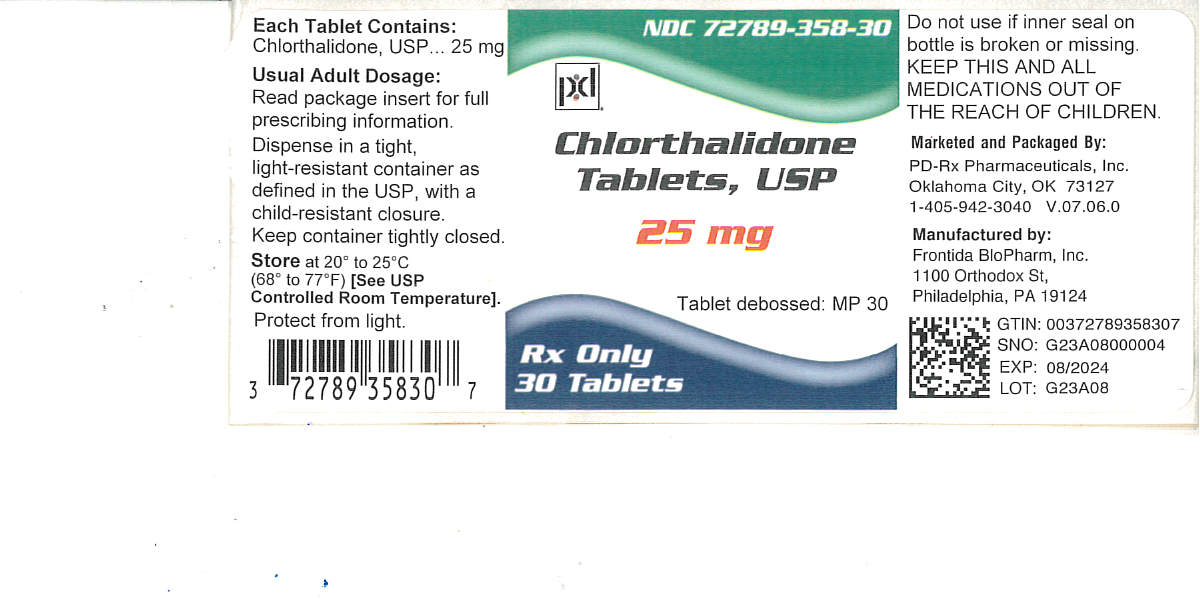 Each Tablet Contains:
Chlorthalidone, USP... 25 mg
Usual Adult Dosage:
Read package insert for full
prescribing information.
Dispense in a tight,
light-resistant container as
defined in the USP, with a
child-resistant closure.
Keep container tightly closed.
Store at 20° to 25°C
(68° to 77°F) [See USP
Controlled Room Temperature].
Protect from light.
3 72789 35830 7
NDC 72789-358-30
pd
Chlorthalidone
Tablets, USP
25 mg
Tablet debossed: MP 30
Rx Only
30 Tablets
Do not use if inner seal on
bottle is broken or missing.
KEEP THIS AND ALL
MEDICATIONS OUT OF
THE REACH OF CHILDREN.
Marketed and Packaged By:
PD-Rx Pharmaceuticals, Inc.
Oklahoma City, OK 73127
1-405-942-3040 V.07.06.0
Manufactured by:
Frontida BioPharm, Inc.
1100 Orthodox St,
Philadelphia, PA 19124
GTIN: 00372789358307
SNO: G23A08000004
EXP: 08/2024
LOT: G23A08